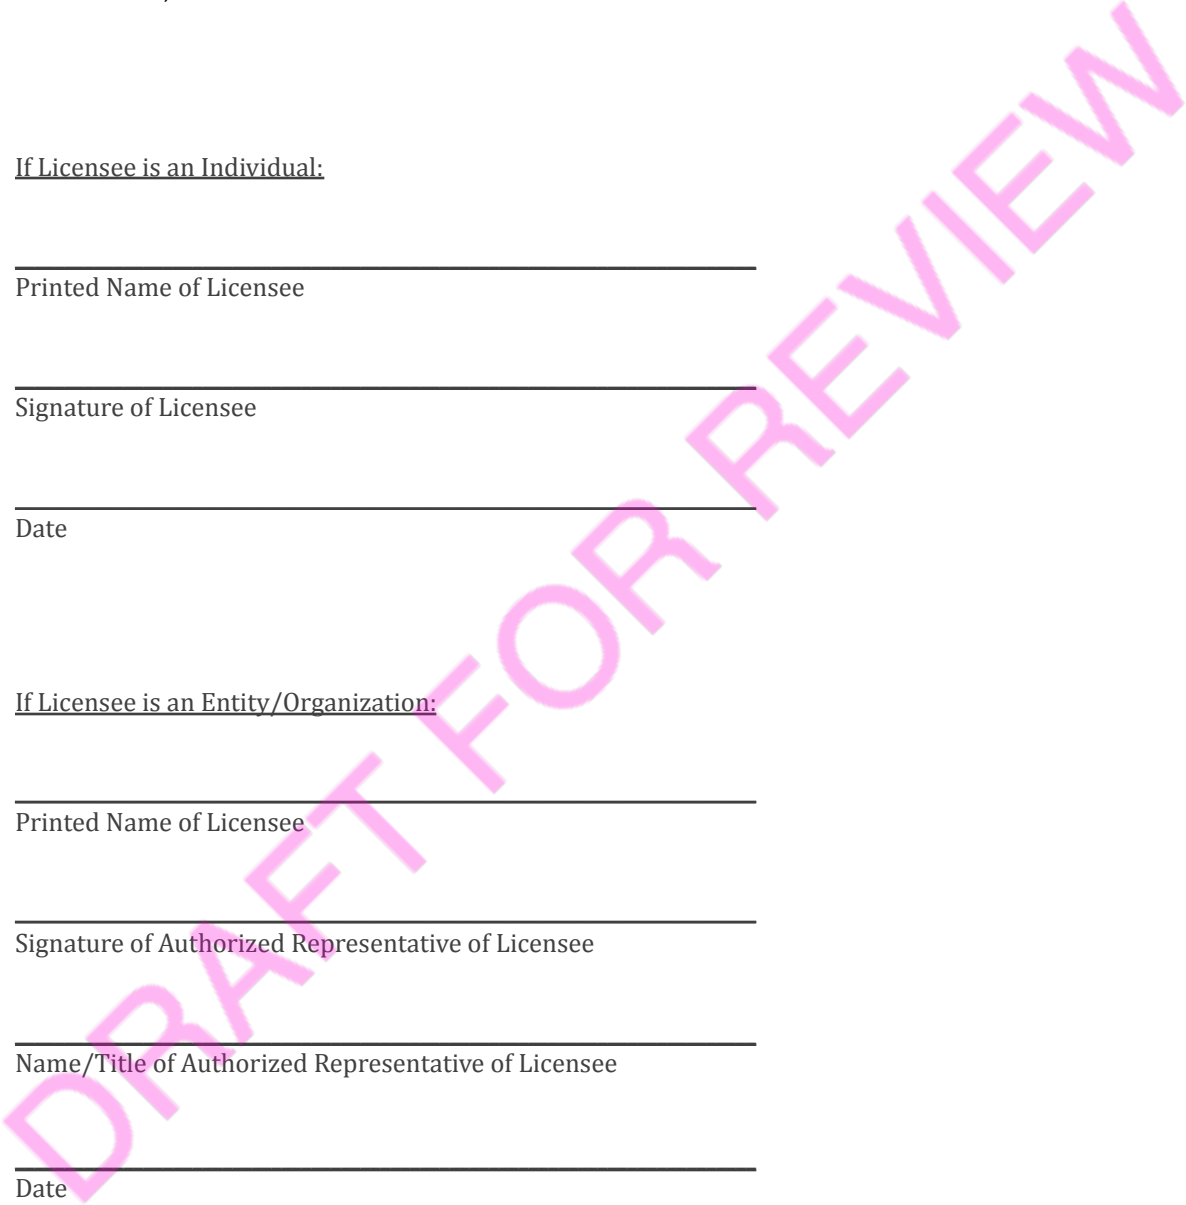 If Licensee is an Individual:
Printed Name of Licensee
Signature of Licensee
Date
If Licensee is an Entity/Organization:
Printed Name of Licensee
Signature of Authorized Representative of Licensee
Name/Title of Authorized Representative of Licensee
Date
DRAFT FOR REVIEW